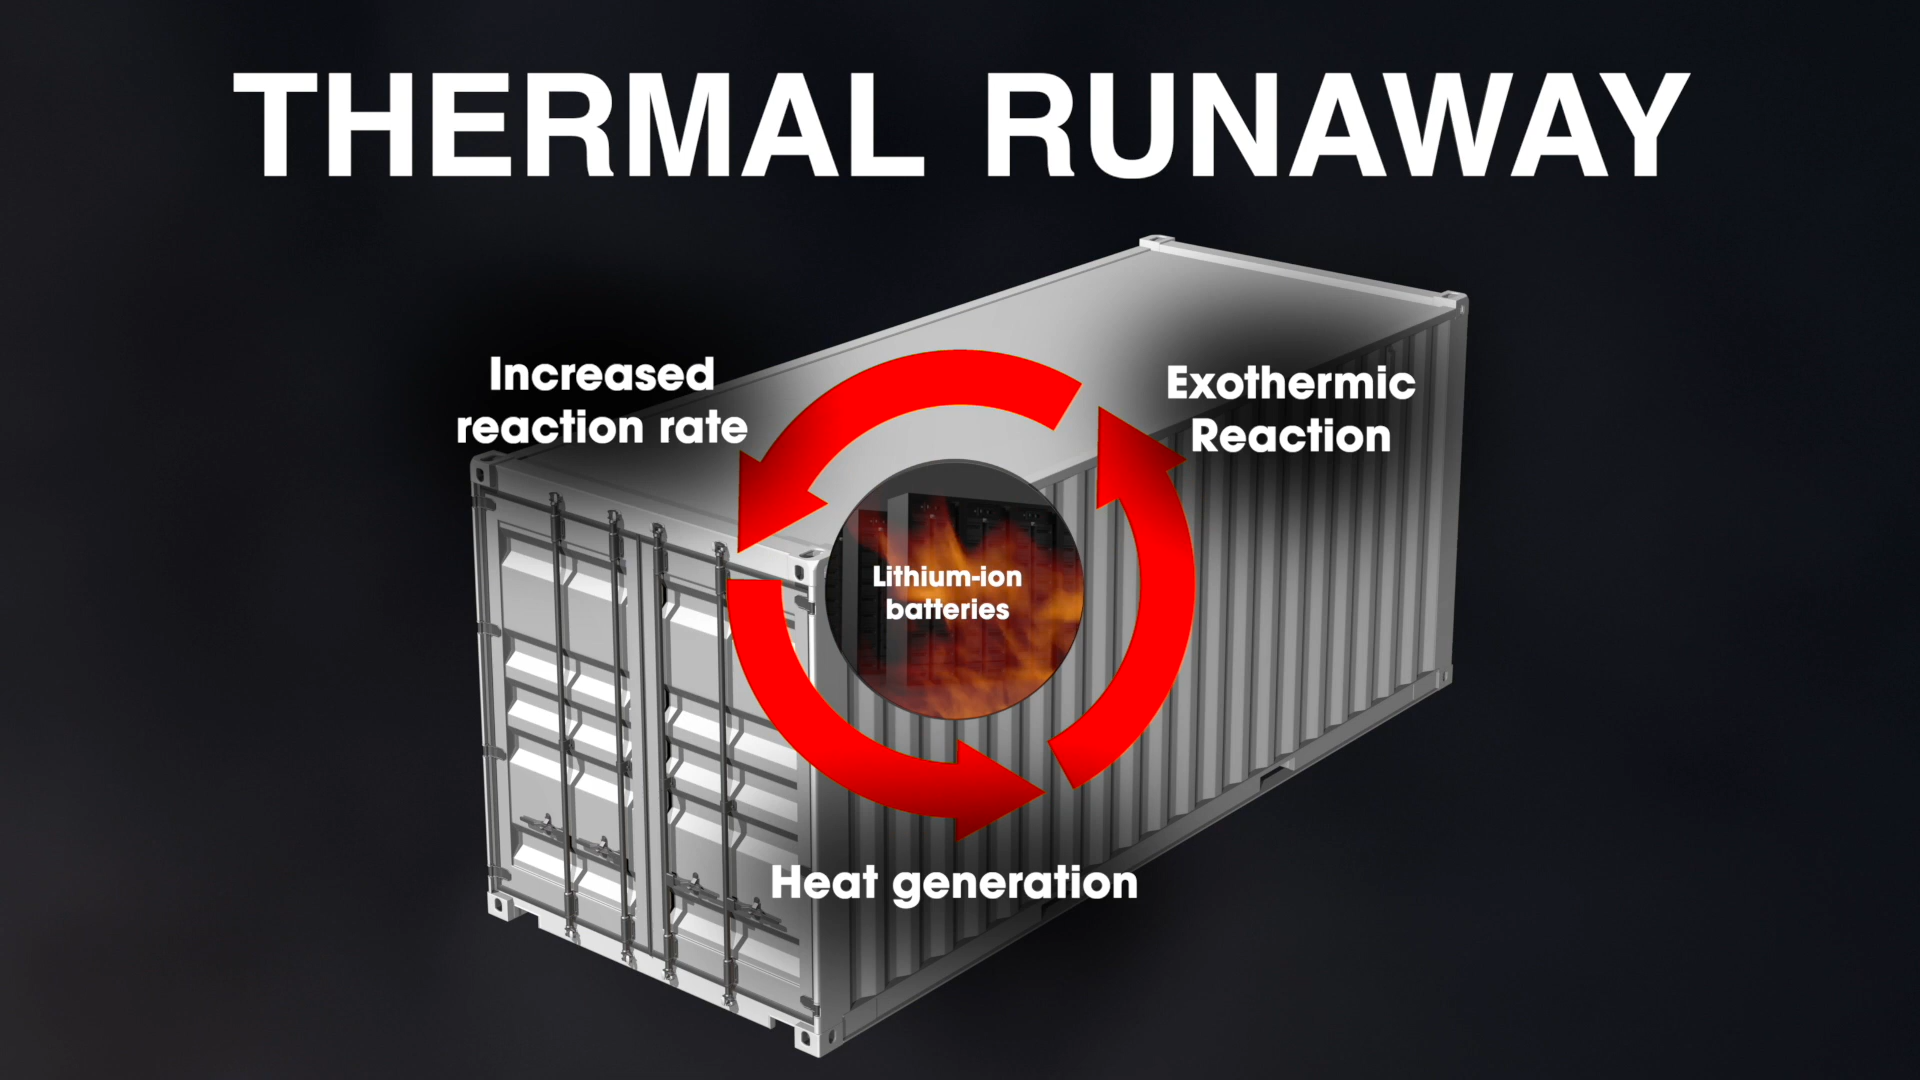 THERMAL RUNAWAY
Increased
reaction rate
Exothermic
Reaction
Lithium-ion
batteries
Heat generation